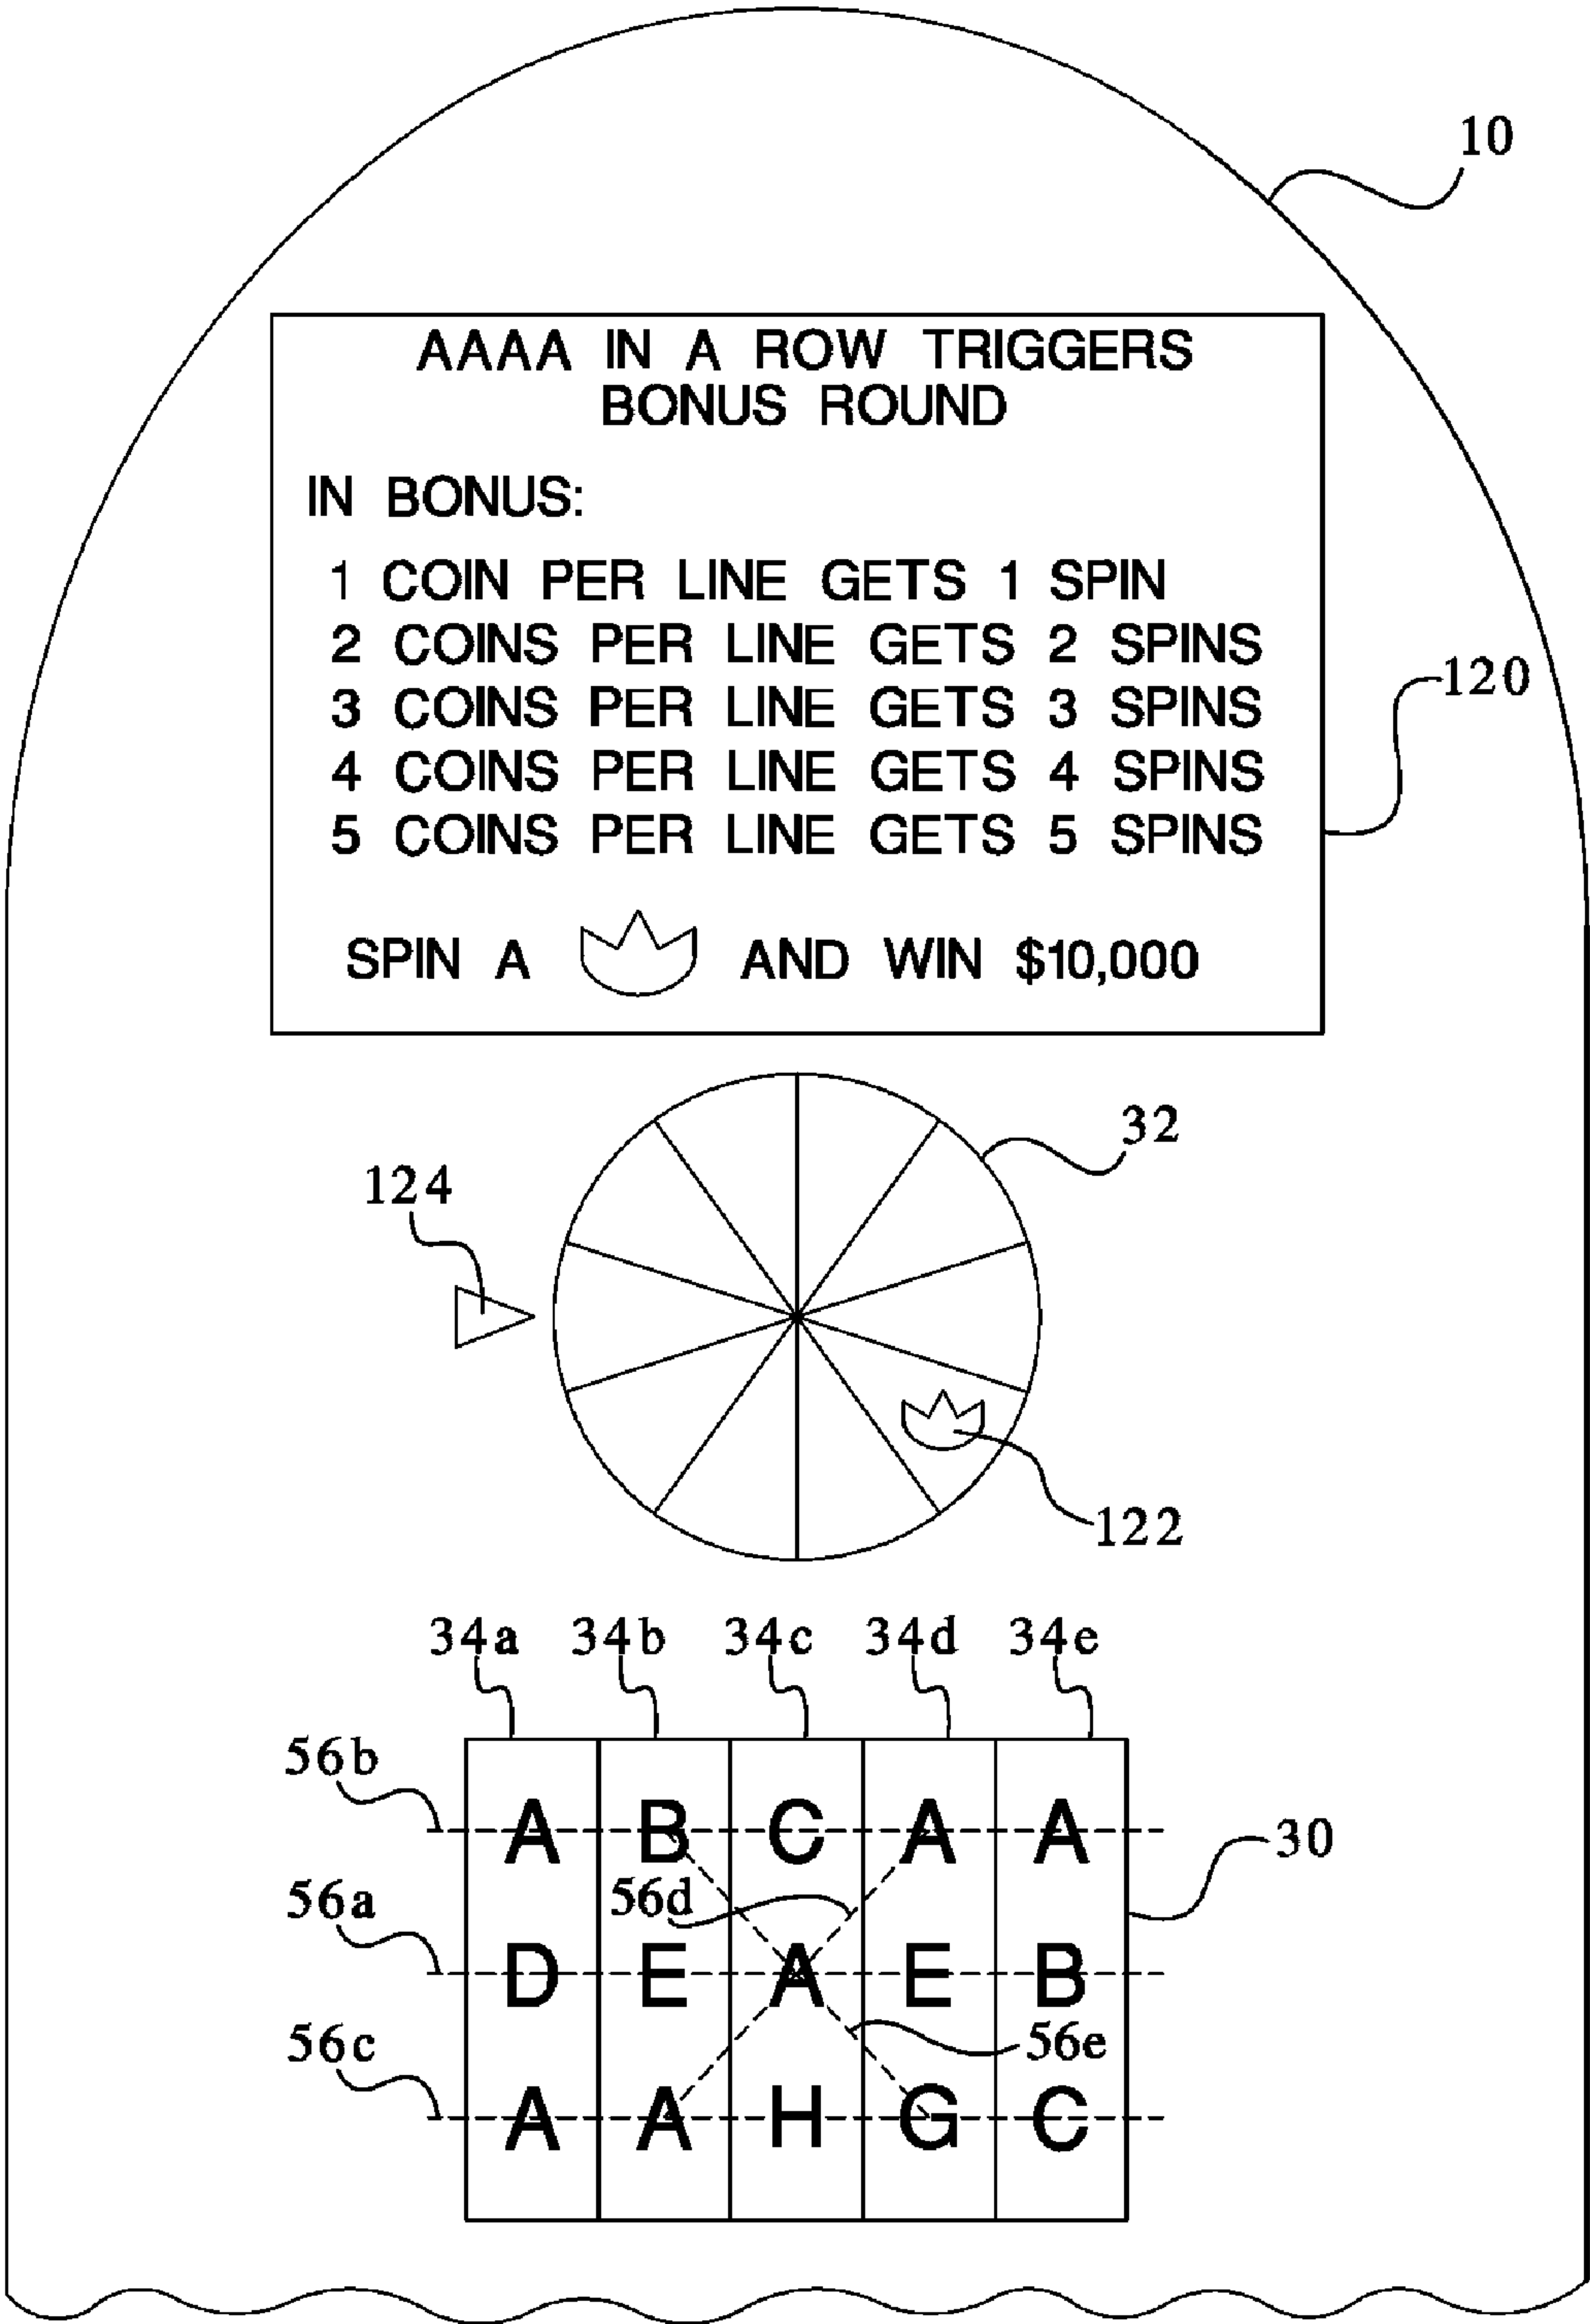 10
AAAA IN A ROW TRIGGERS
BONUS ROUND
IN BONUS:
1 COIN PER LINE GETS 1 SPIN
2 COINS PER LINE GETS 2 SPINS
3 COINS PER LINE GETS 3 SPINS
4 COINS PER LINE GETS 4 SPINS
5 COINS PER LINE GETS 5 SPINS
120
SPIN A AND WIN $10,000
32
124
122
34a 34b 34c 34d 34e
56b
A B C A A
30
56a
56d
D E A E B
56c
56e
A A H G C